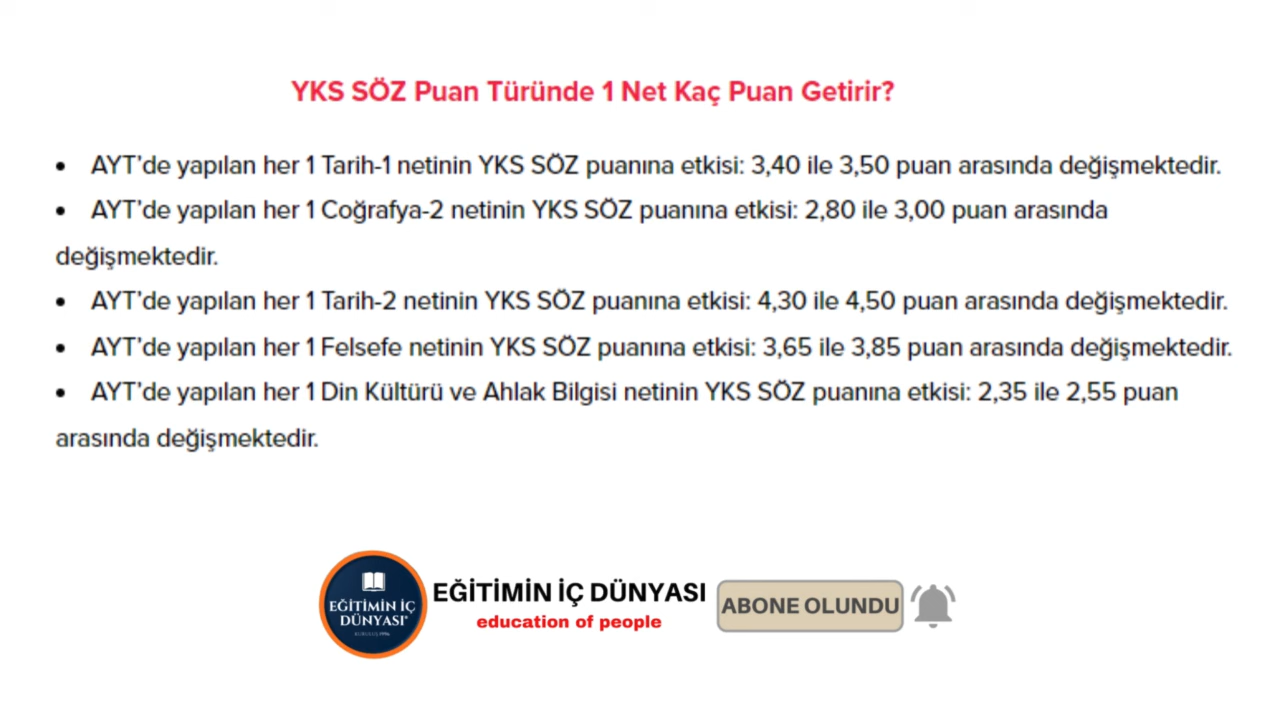 YKS SÖZ Puan Türünde 1 Net Kaç Puan Getirir?
• AYT'de yapılan her 1 Tarih-1 netinin YKS SÖZ puanına etkisi: 3,40 ile 3,50 puan arasında değişmektedir.
• AYT'de yapılan her 1 Coğrafya-2 netinin YKS SÖZ puanına etkisi: 2,80 ile 3,00 puan arasında
değişmektedir.
• AYT'de yapılan her 1 Tarih-2 netinin YKS SÖZ puanına etkisi: 4,30 ile 4,50 puan arasında değişmektedir.
• AYT'de yapılan her 1 Felsefe netinin YKS SÖZ puanına etkisi: 3,65 ile 3,85 puan arasında değişmektedir.
• AYT'de yapılan her 1 Din Kültürü ve Ahlak Bilgisi netinin YKS SÖZ puanına etkisi: 2,35 ile 2,55 puan
arasında değişmektedir.
EĞİTİMİN İÇ
DÜNYASI
EĞİTİMİN İÇ DÜNYASI
education of people
ABONE OLUNDU